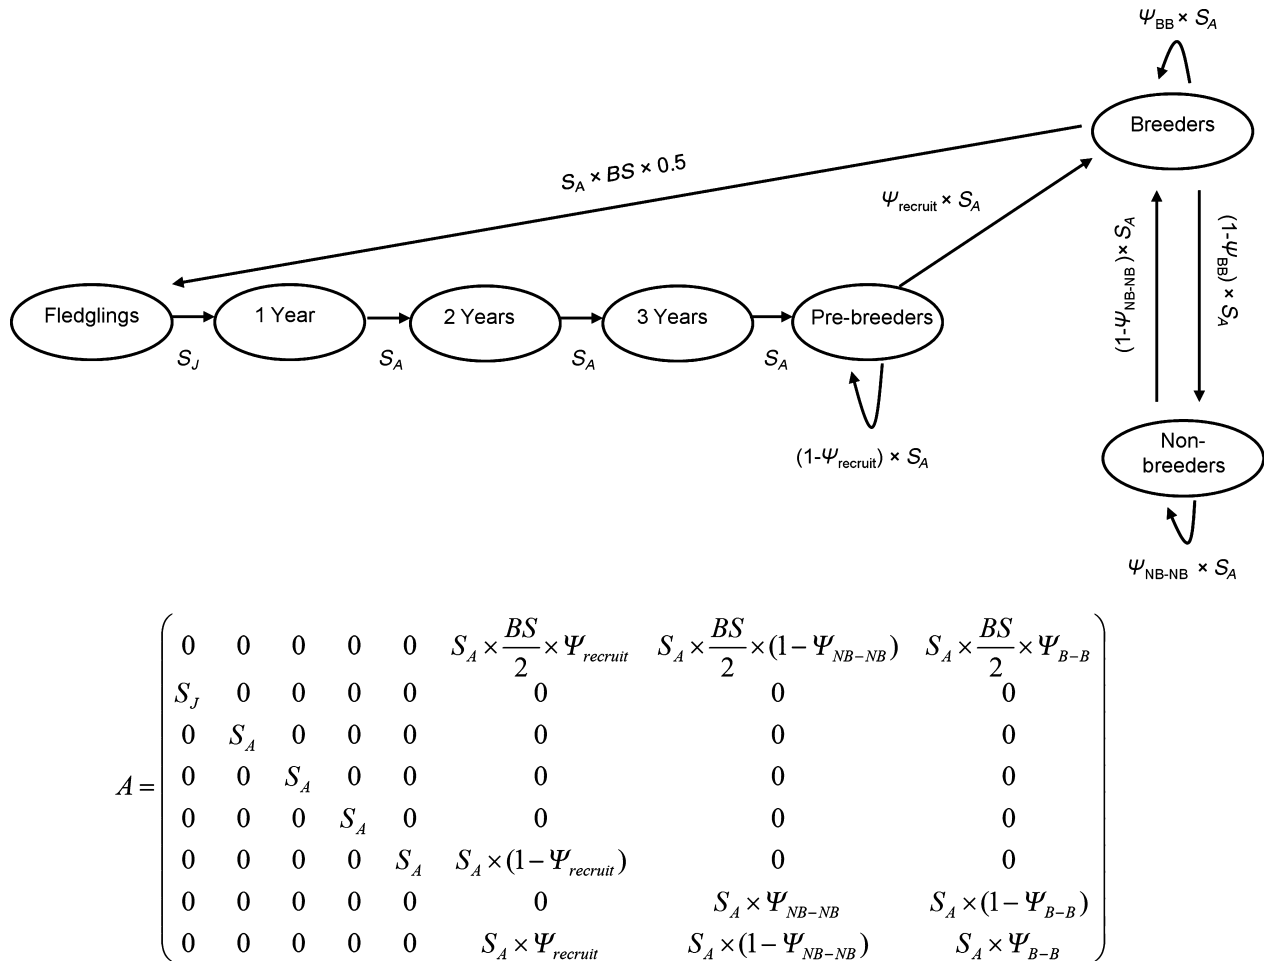 Ψ_BB × S_A
Breeders
S_A × BS × 0.5
Ψ_recruit × S_A
(1-Ψ_NB-NB) × S_A
(1-Ψ_BB) × S_A
Fledglings
1 Year
2 Years
3 Years
Pre-breeders
S_J
S_A
S_A
S_A
(1-Ψ_recruit) × S_A
Non-
breeders
Ψ_NB-NB × S_A
0 0 0 0 0 S_A × BS/2 × Ψ_recruit S_A × BS/2 × (1 − Ψ_NB−NB) S_A × BS/2 × Ψ_B−B
S_J 0 0 0 0 0 0 0
0 S_A 0 0 0 0 0 0
A = 0 0 S_A 0 0 0 0 0
0 0 0 S_A 0 0 0 0
0 0 0 0 S_A S_A × (1 − Ψ_recruit) 0 0
0 0 0 0 0 0 S_A × Ψ_NB−NB S_A × (1 − Ψ_B−B)
0 0 0 0 0 S_A × Ψ_recruit S_A × (1 − Ψ_NB−NB) S_A × Ψ_B−B